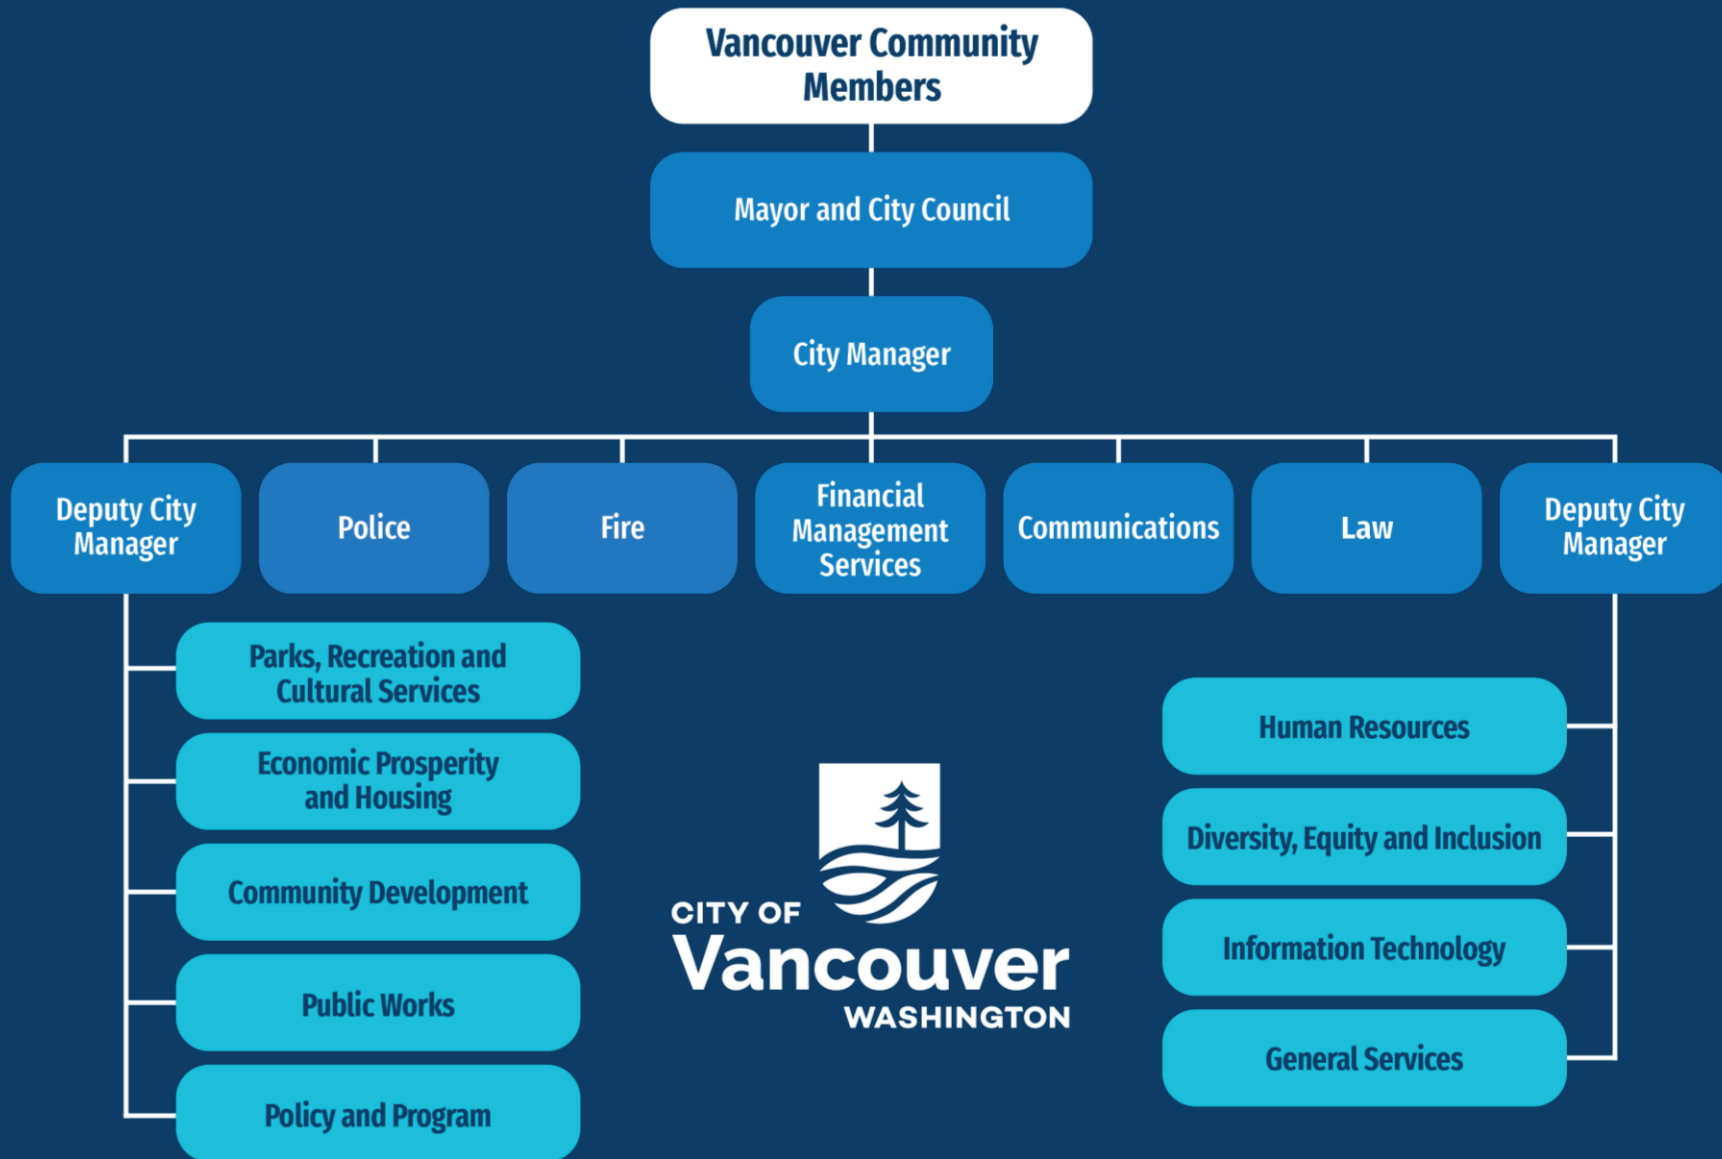 Vancouver Community
Members
Mayor and City Council
City Manager
Deputy City
Manager
Police
Fire
Financial
Management
Services
Communications
Law
Deputy City
Manager
Parks, Recreation and
Cultural Services
Economic Prosperity
and Housing
Community Development
Public Works
Policy and Program
Human Resources
Diversity, Equity and Inclusion
Information Technology
General Services
CITY OF
Vancouver
WASHINGTON